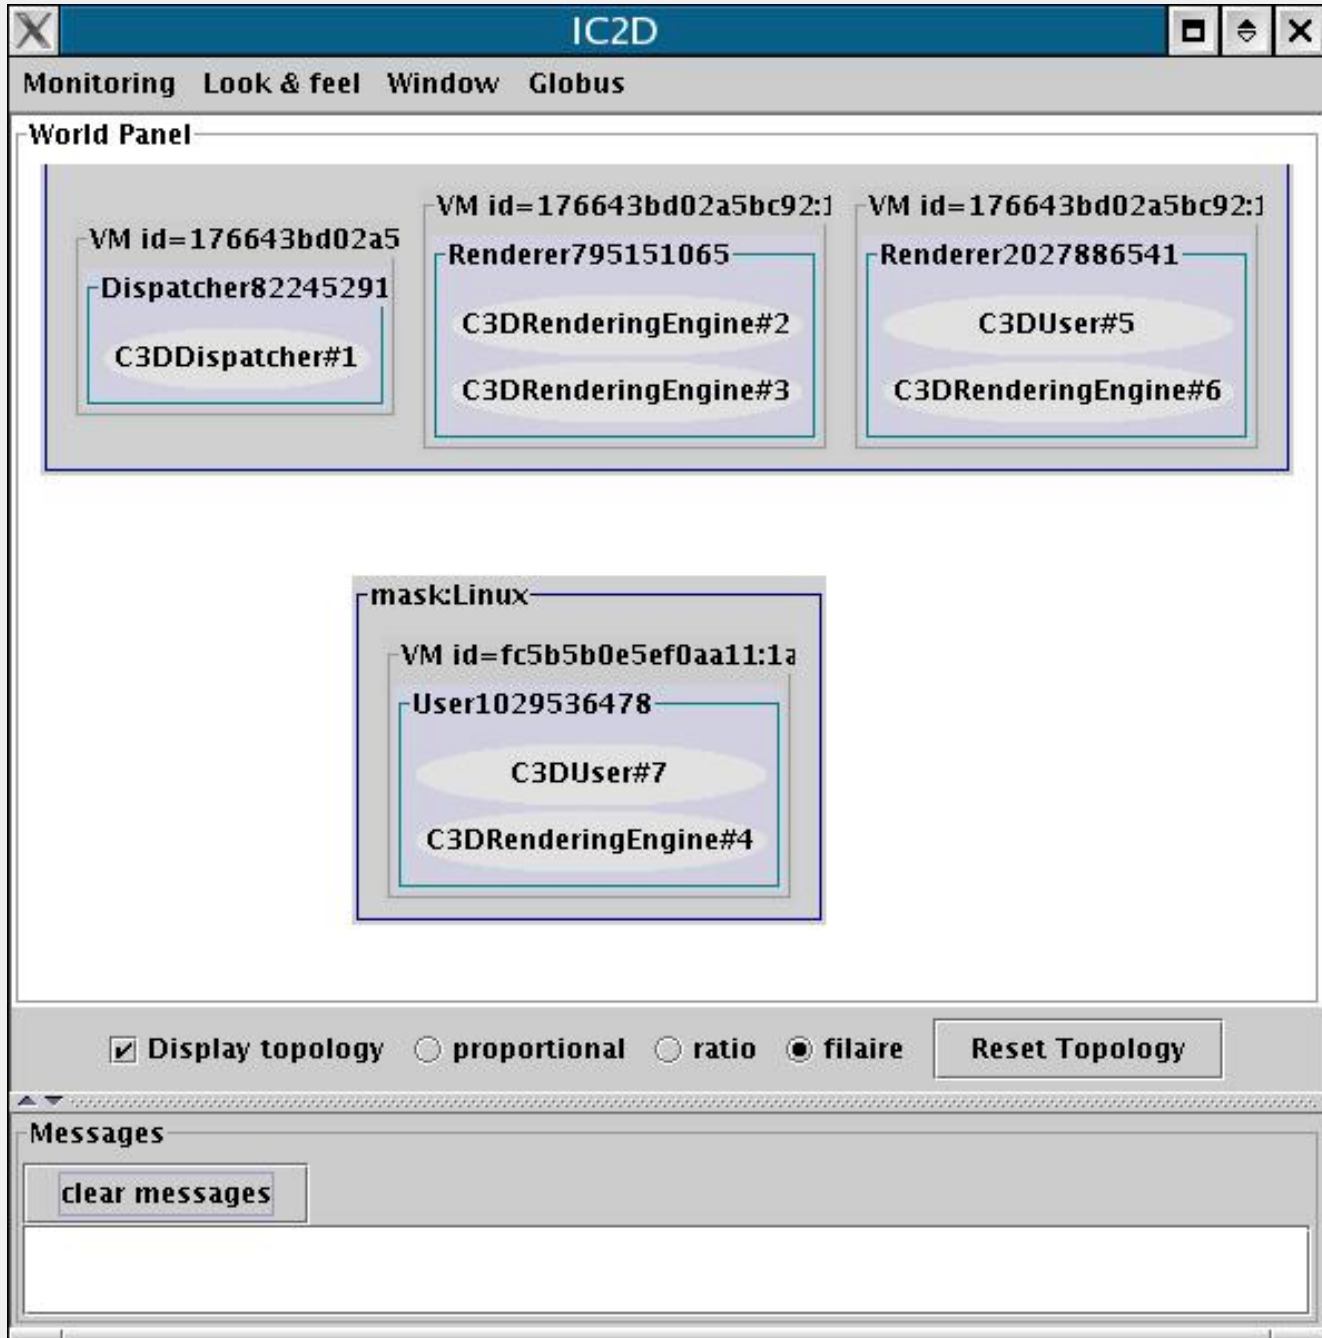 IC2D
Monitoring Look & feel Window Globus
World Panel
VM id=176643bd02a5
Dispatcher82245291
C3DDispatcher#1
VM id=176643bd02a5bc92:1
Renderer795151065
C3DRenderingEngine#2
C3DRenderingEngine#3
VM id=176643bd02a5bc92:1
Renderer2027886541
C3DUser#5
C3DRenderingEngine#6
mask:Linux
VM id=fc5b5b0e5ef0aa11:1a
User1029536478
C3DUser#7
C3DRenderingEngine#4
Display topology proportional ratio filaire Reset Topology
Messages
clear messages